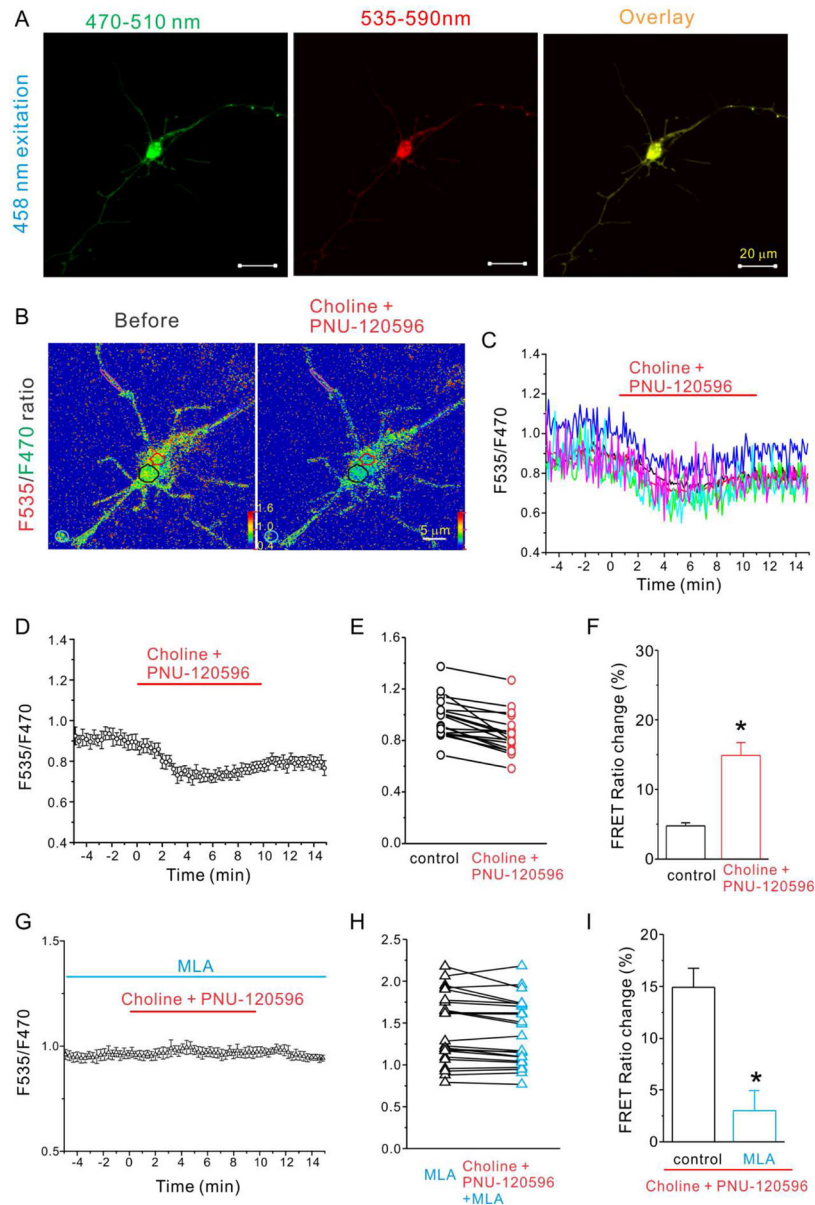 A
470-510 nm
535-590nm
Overlay
458 nm exitation
20 μm
B
Before
Choline +
PNU-120596
F535/F470 ratio
1.6
1.0
0.4
5 μm
C
Choline +
PNU-120596
F535/F470
1.4
1.2
1.0
0.8
0.6
0.4
-4 -2 0 2 4 6 8 10 12 14
Time (min)
D
Choline +
PNU-120596
F535/F470
1.4
1.2
1.0
0.8
0.6
0.4
-4 -2 0 2 4 6 8 10 12 14
Time (min)
E
1.6
1.2
0.8
0.4
0.0
control
Choline +
PNU-120596
F
FRET Ratio change (%)
30
20
10
0
*
control
Choline +
PNU-120596
G
MLA
Choline + PNU-120596
F535/F470
1.5
1.0
0.5
-4 -2 0 2 4 6 8 10 12 14
Time (min)
H
2.5
2.0
1.5
1.0
0.5
0.0
MLA
Choline +
PNU-120596
+MLA
I
FRET Ratio change (%)
20
15
10
5
0
*
control MLA
Choline + PNU-120596